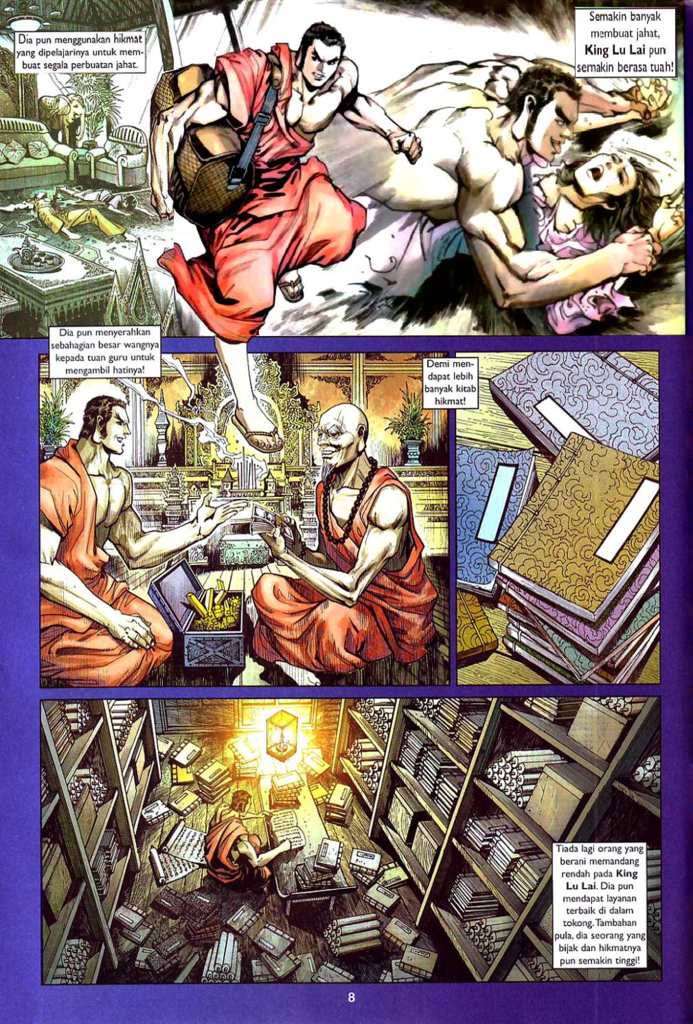 Dia pun menggunakan hikmat
yang dipelajarinya untuk mem-
buat segala perbuatan jahat.
Semakin banyak
membuat jahat,
King Lu Lai pun
semakin berasa tuah!
Dia pun menyerahkan
sebahagian besar wangnya
kepada tuan guru untuk
mengambil hatinya!
Demi men-
dapat lebih
banyak kitab
hikmat!
Tiada lagi orang yang
berani memandang
rendah pada King
Lu Lai. Dia pun
mendapat layanan
terbaik di dalam
tokong. Tambahan
pula, dia seorang yang
bijak dan hikmatnya
pun semakin tinggi!
8